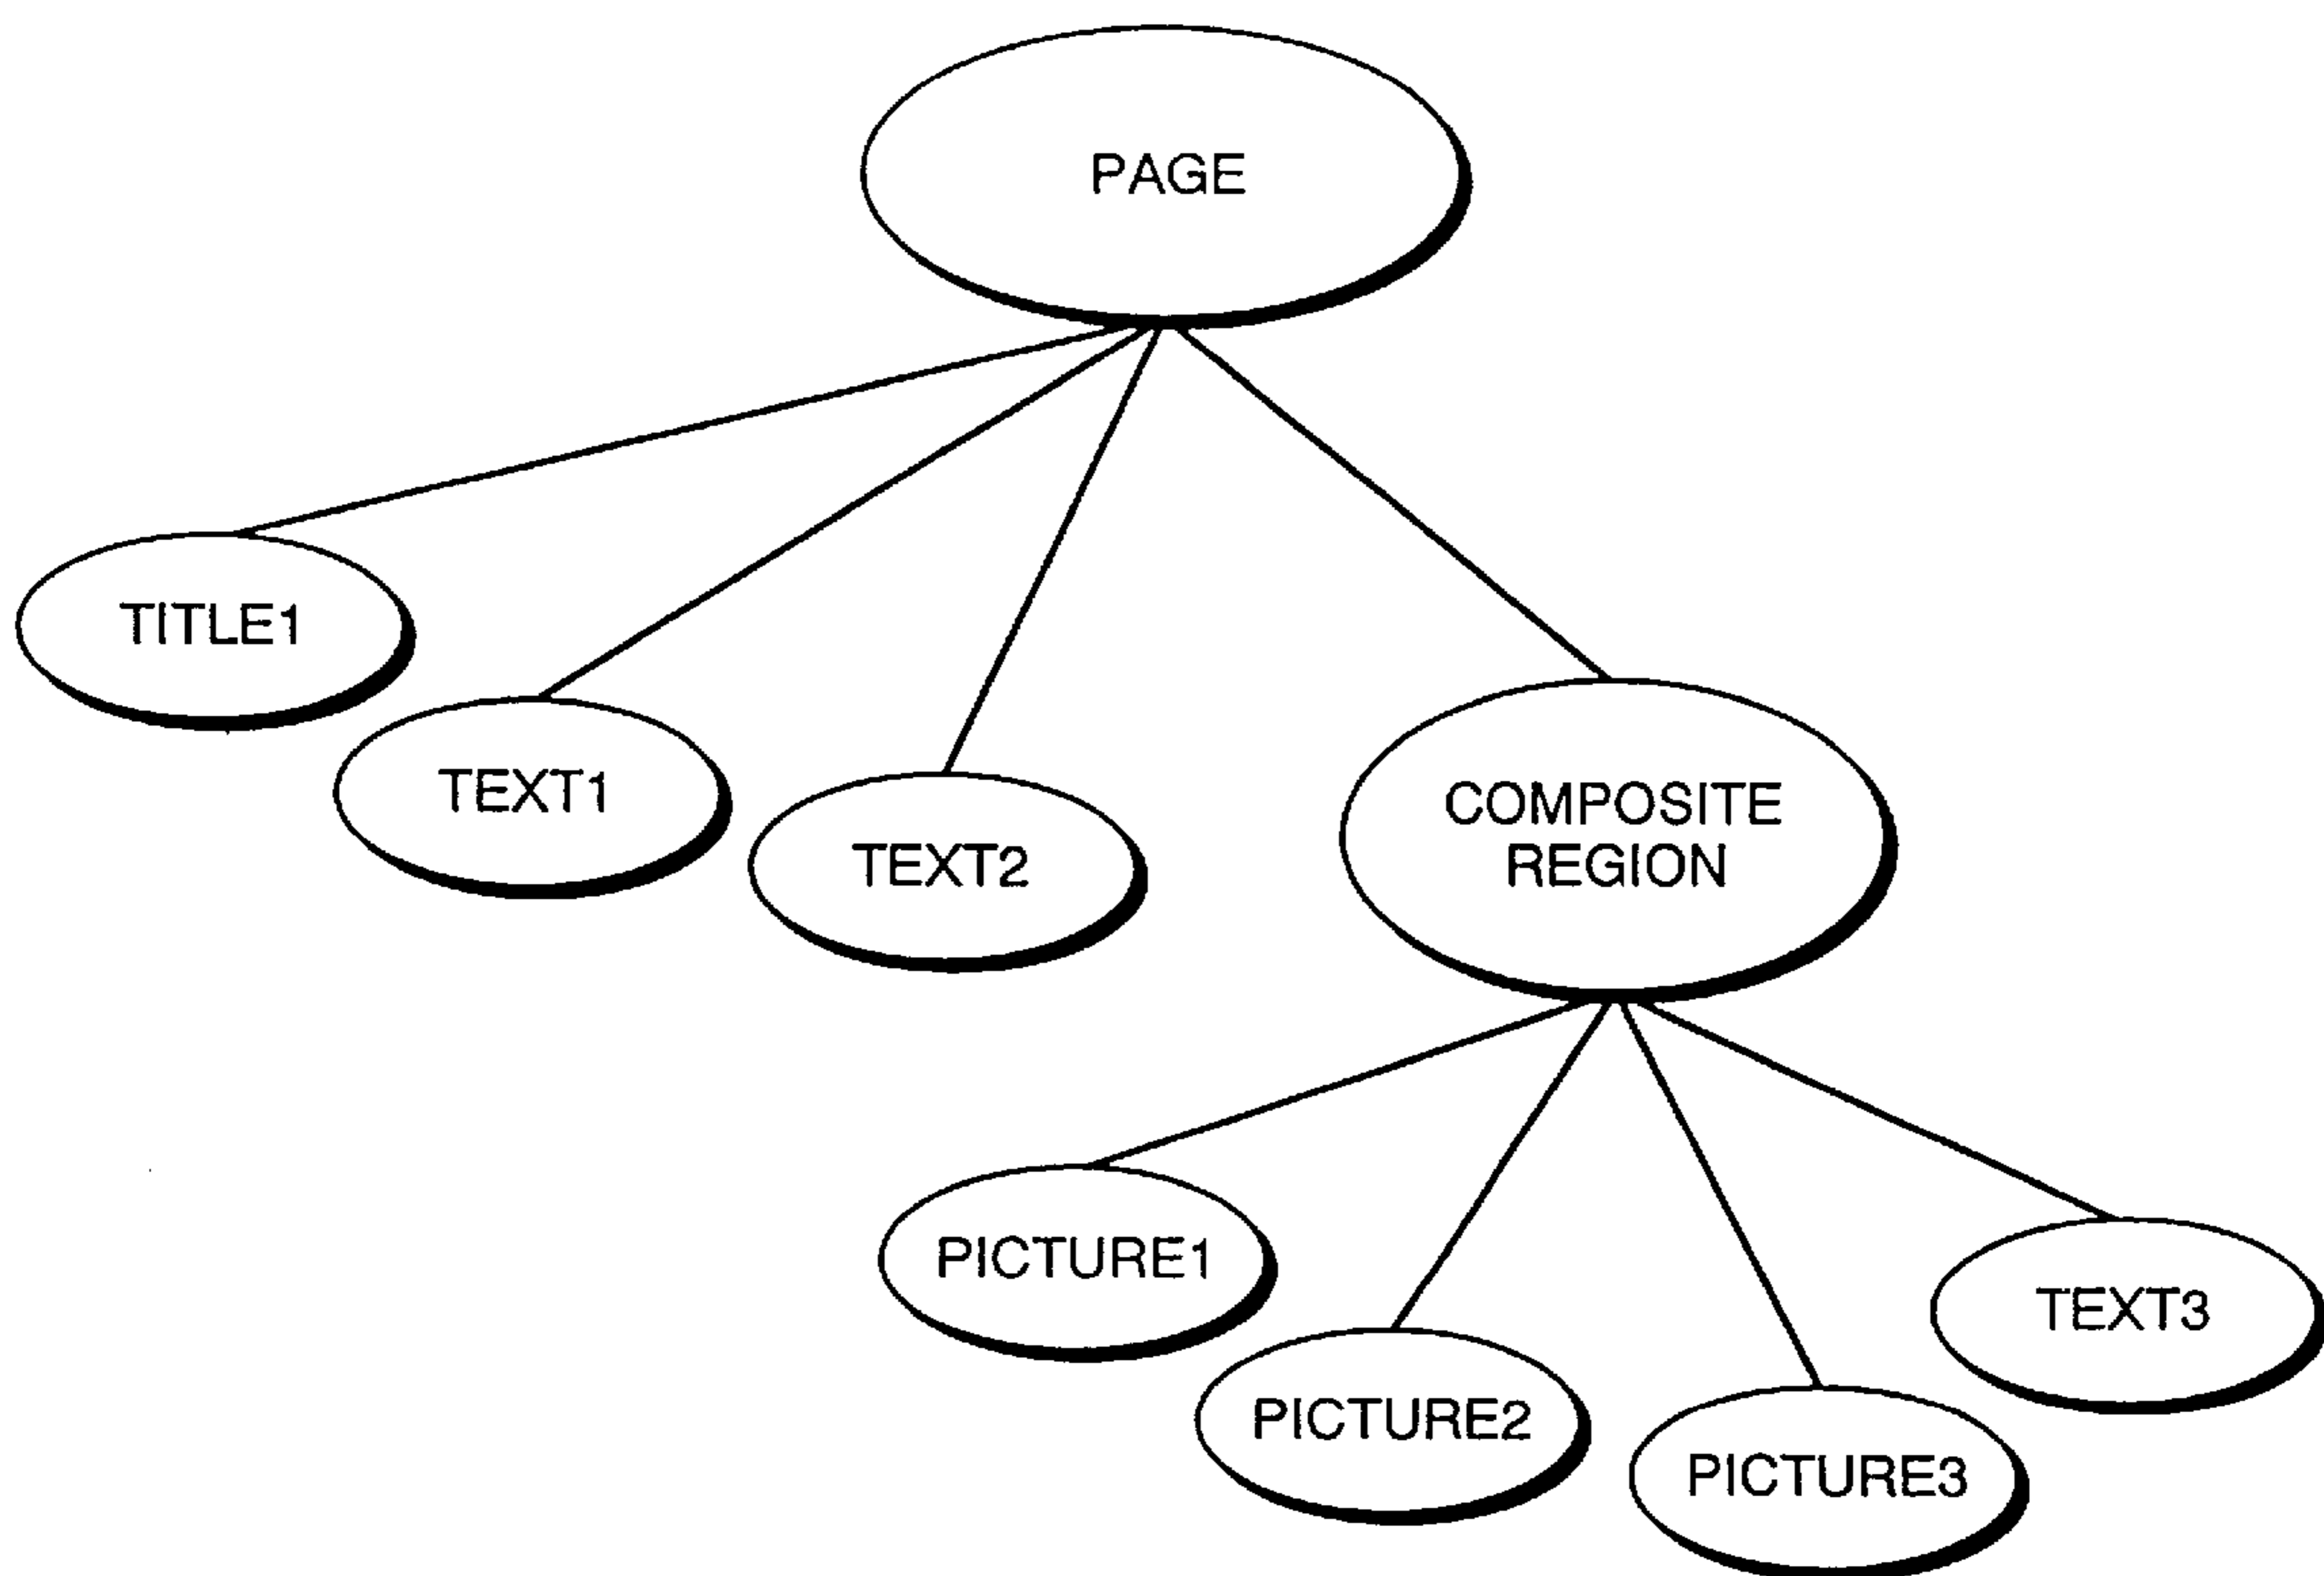 PAGE
TITLE1
TEXT1
TEXT2
COMPOSITE
REGION
PICTURE1
PICTURE2
PICTURE3
TEXT3